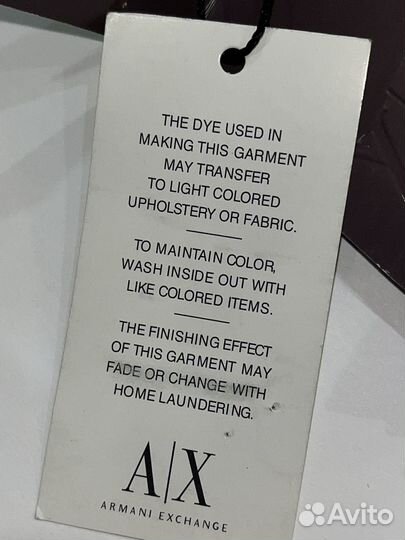 THE DYE USED IN
MAKING THIS GARMENT
MAY TRANSFER
TO LIGHT COLORED
UPHOLSTERY OR FABRIC.
TO MAINTAIN COLOR,
WASH INSIDE OUT WITH
LIKE COLORED ITEMS.
THE FINISHING EFFECT
OF THIS GARMENT MAY
FADE OR CHANGE WITH
HOME LAUNDERING.
A|X
ARMANI EXCHANGE
Avito